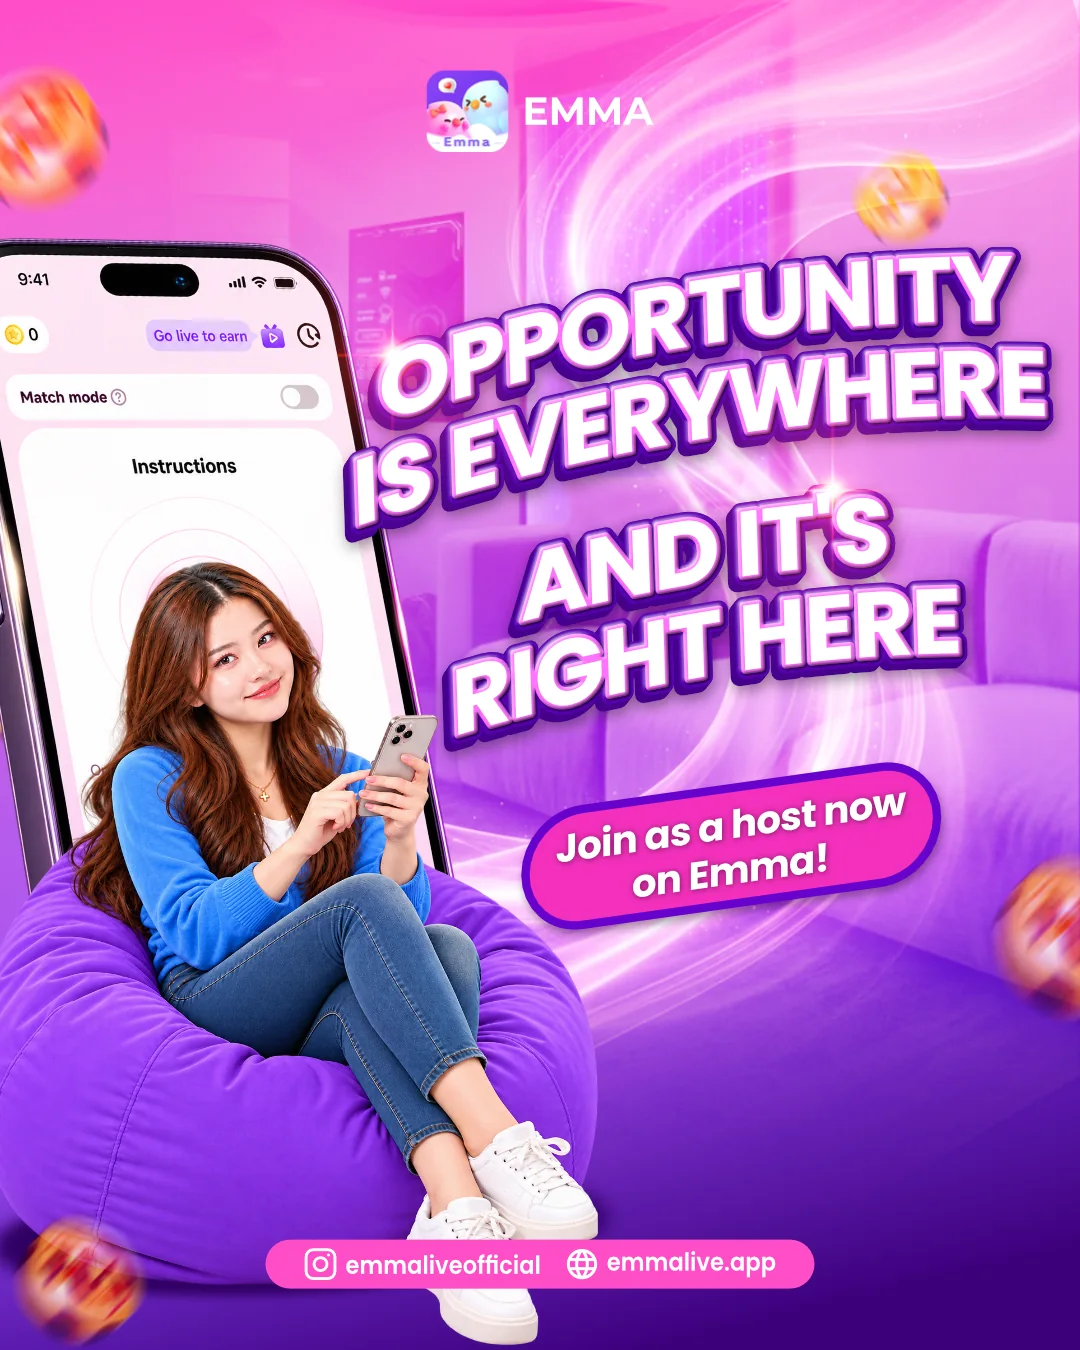 Emma
EMMA
9:41
0
Go live to earn
Match mode ?
Instructions
OPPORTUNITY
IS EVERYWHERE
AND IT'S
RIGHT HERE
Join as a host now
on Emma!
emmaliveofficial
emmalive.app